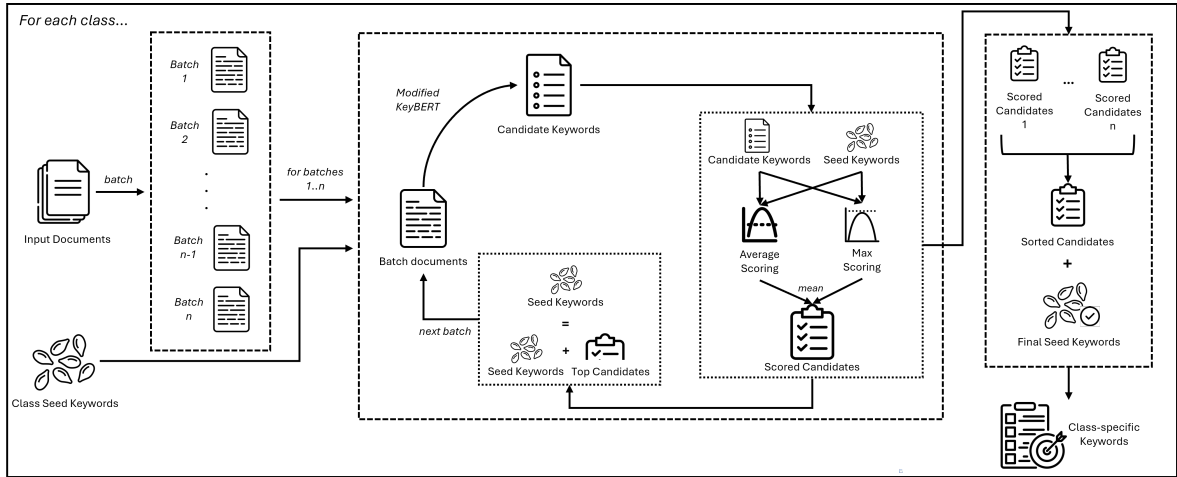 For each class...
Batch
1
Batch
2
.
.
.
Batch
n-1
Batch
n
batch
Input Documents
Class Seed Keywords
for batches
1..n
Modified
KeyBERT
Candidate Keywords
Batch documents
next batch
Seed Keywords
=
Seed Keywords + Top Candidates
Candidate Keywords Seed Keywords
Average
Scoring
Max
Scoring
mean
Scored Candidates
Scored
Candidates
1
...
Scored
Candidates
n
Sorted Candidates
+
Final Seed Keywords
Class-specific
Keywords